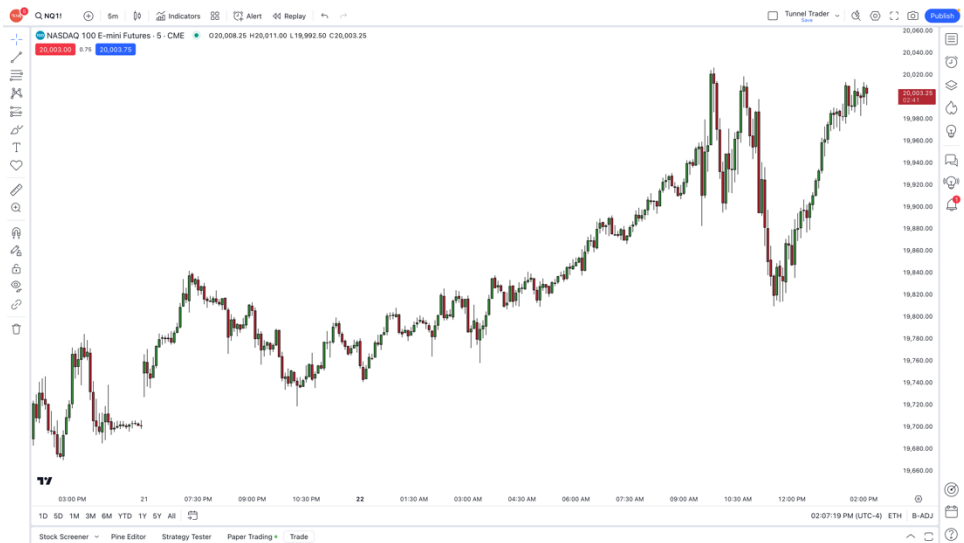 NQ1!
5m
Indicators
Alert
Replay
Tunnel Trader
Save
Publish
NASDAQ 100 E-mini Futures · 5 · CME
O20,008.25 H20,011.00 L19,992.50 C20,003.25
20,003.00 0.75 20,003.75
20,060.00
20,040.00
20,020.00
20,003.25
02:41
19,980.00
19,960.00
19,940.00
19,920.00
19,900.00
19,880.00
19,860.00
19,840.00
19,820.00
19,800.00
19,780.00
19,760.00
19,740.00
19,720.00
19,700.00
19,680.00
19,660.00
03:00 PM 21 07:30 PM 09:00 PM 10:30 PM 22 01:30 AM 03:00 AM 04:30 AM 06:00 AM 07:30 AM 09:00 AM 10:30 AM 12:00 PM 02:00 PM
1D 5D 1M 3M 6M YTD 1Y 5Y All
02:07:19 PM (UTC-4) ETH B-ADJ
Stock Screener Pine Editor Strategy Tester Paper Trading Trade